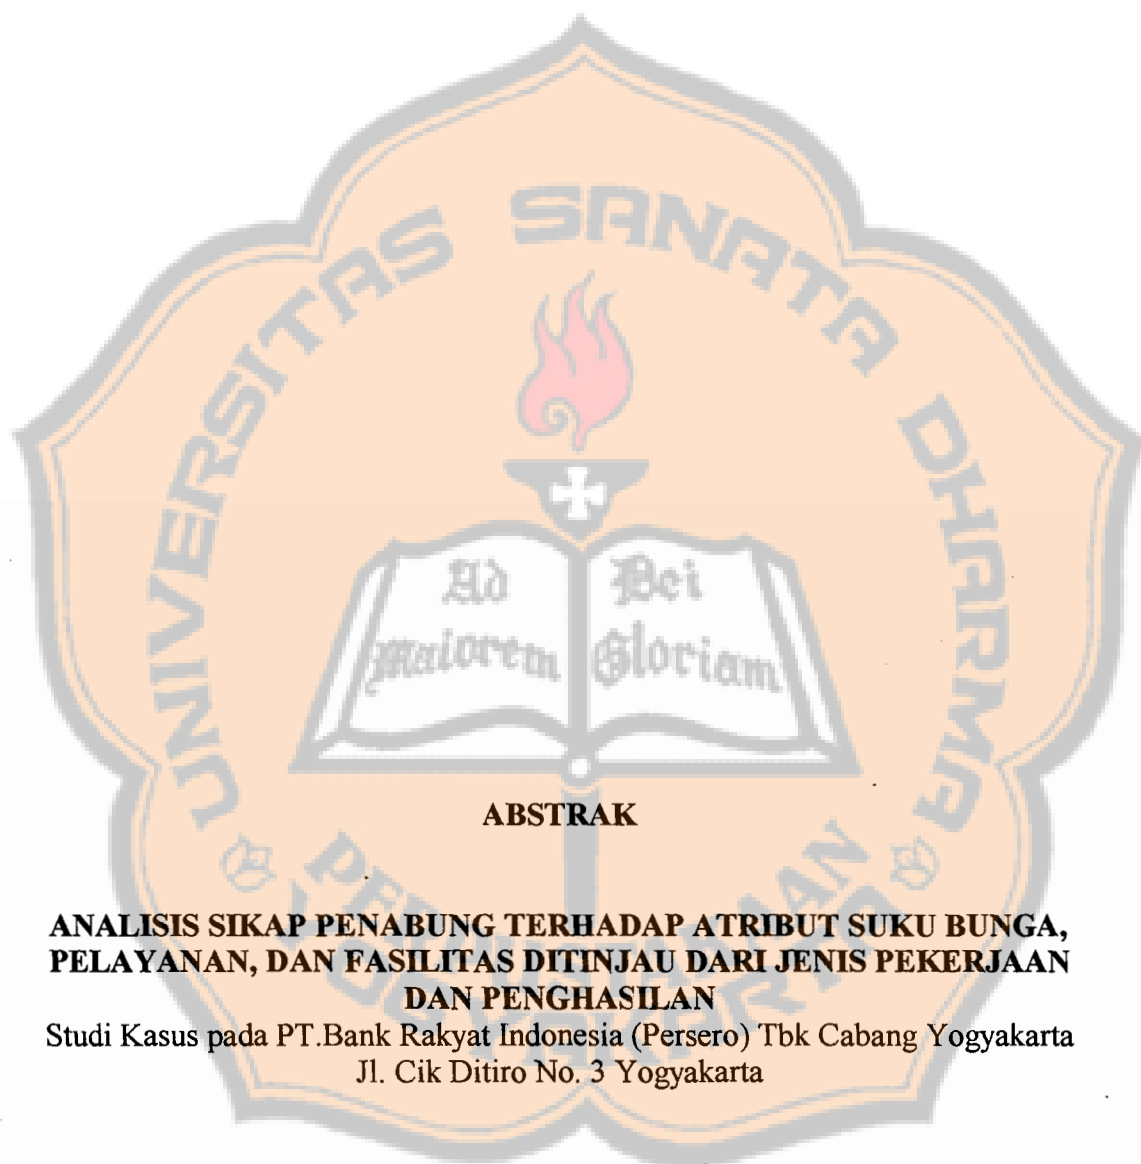 UNIVERSITAS SANATA DHARMA
Ad
maiorem
Dei
Gloriam
ABSTRAK
PERPUSTAKAAN
YOGYAKARTA
ANALISIS SIKAP PENABUNG TERHADAP ATRIBUT SUKU BUNGA,
PELAYANAN, DAN FASILITAS DITINJAU DARI JENIS PEKERJAAN
DAN PENGHASILAN
Studi Kasus pada PT.Bank Rakyat Indonesia (Persero) Tbk Cabang Yogyakarta
Jl. Cik Ditiro No. 3 Yogyakarta